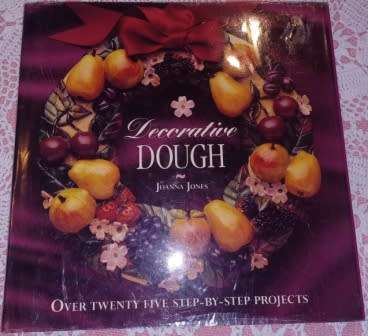 Decorative
DOUGH
JOANNA JONES
OVER TWENTY FIVE STEP-BY-STEP PROJECTS